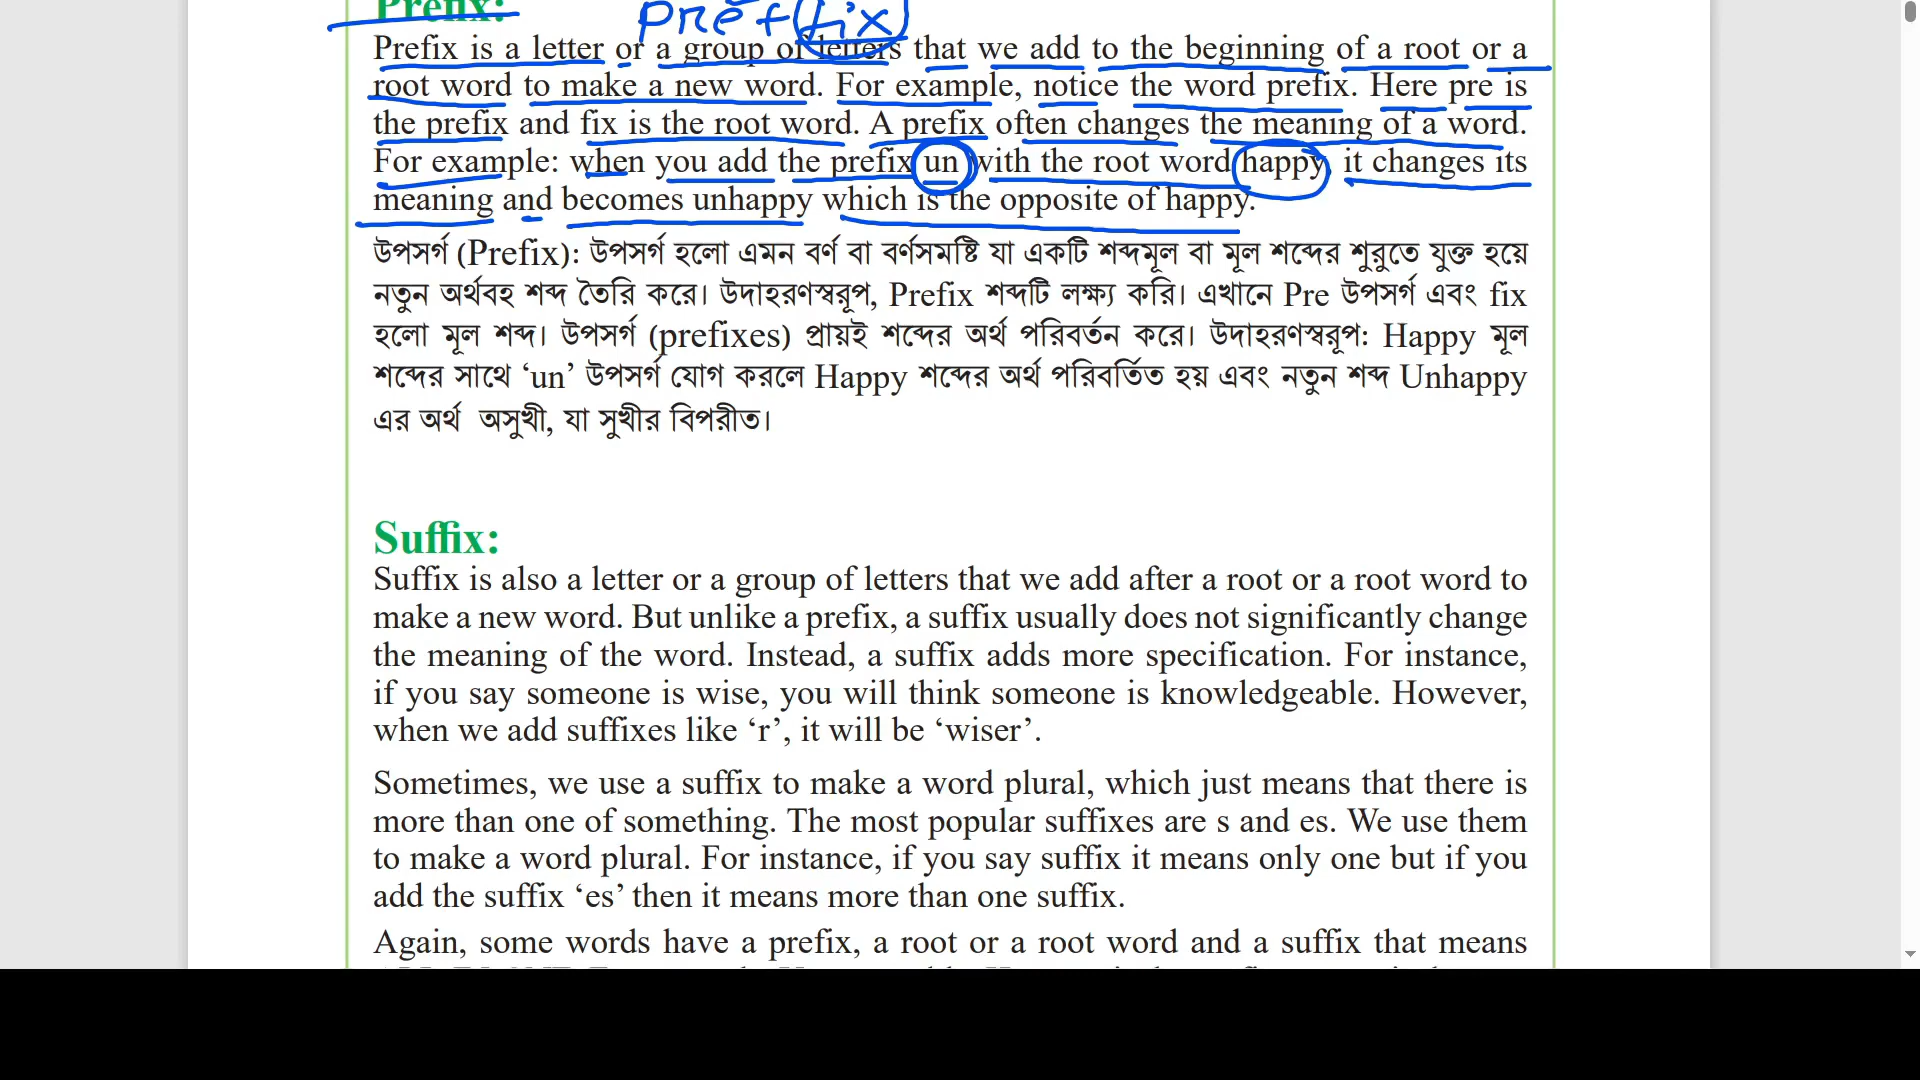 Prefix:
prefix
Prefix is a letter or a group of letters that we add to the beginning of a root or a
root word to make a new word. For example, notice the word prefix. Here pre is
the prefix and fix is the root word. A prefix often changes the meaning of a word.
For example: when you add the prefix un with the root word happy, it changes its
meaning and becomes unhappy which is the opposite of happy.
উপসর্গ (Prefix): উপসর্গ হলো এমন বর্ণ বা বর্ণসমষ্টি যা একটি শব্দমূল বা মূল শব্দের শুরুতে যুক্ত হয়ে
নতুন অর্থবহ শব্দ তৈরি করে। উদাহরণস্বরূপ, Prefix শব্দটি লক্ষ্য করি। এখানে Pre উপসর্গ এবং fix
হলো মূল শব্দ। উপসর্গ (prefixes) প্রায়ই শব্দের অর্থ পরিবর্তন করে। উদাহরণস্বরূপ: Happy মূল
শব্দের সাথে ‘un’ উপসর্গ যোগ করলে Happy শব্দের অর্থ পরিবর্তিত হয় এবং নতুন শব্দ Unhappy
এর অর্থ অসুখী, যা সুখীর বিপরীত।
Suffix:
Suffix is also a letter or a group of letters that we add after a root or a root word to
make a new word. But unlike a prefix, a suffix usually does not significantly change
the meaning of the word. Instead, a suffix adds more specification. For instance,
if you say someone is wise, you will think someone is knowledgeable. However,
when we add suffixes like ‘r’, it will be ‘wiser’.
Sometimes, we use a suffix to make a word plural, which just means that there is
more than one of something. The most popular suffixes are s and es. We use them
to make a word plural. For instance, if you say suffix it means only one but if you
add the suffix ‘es’ then it means more than one suffix.
Again, some words have a prefix, a root or a root word and a suffix that means